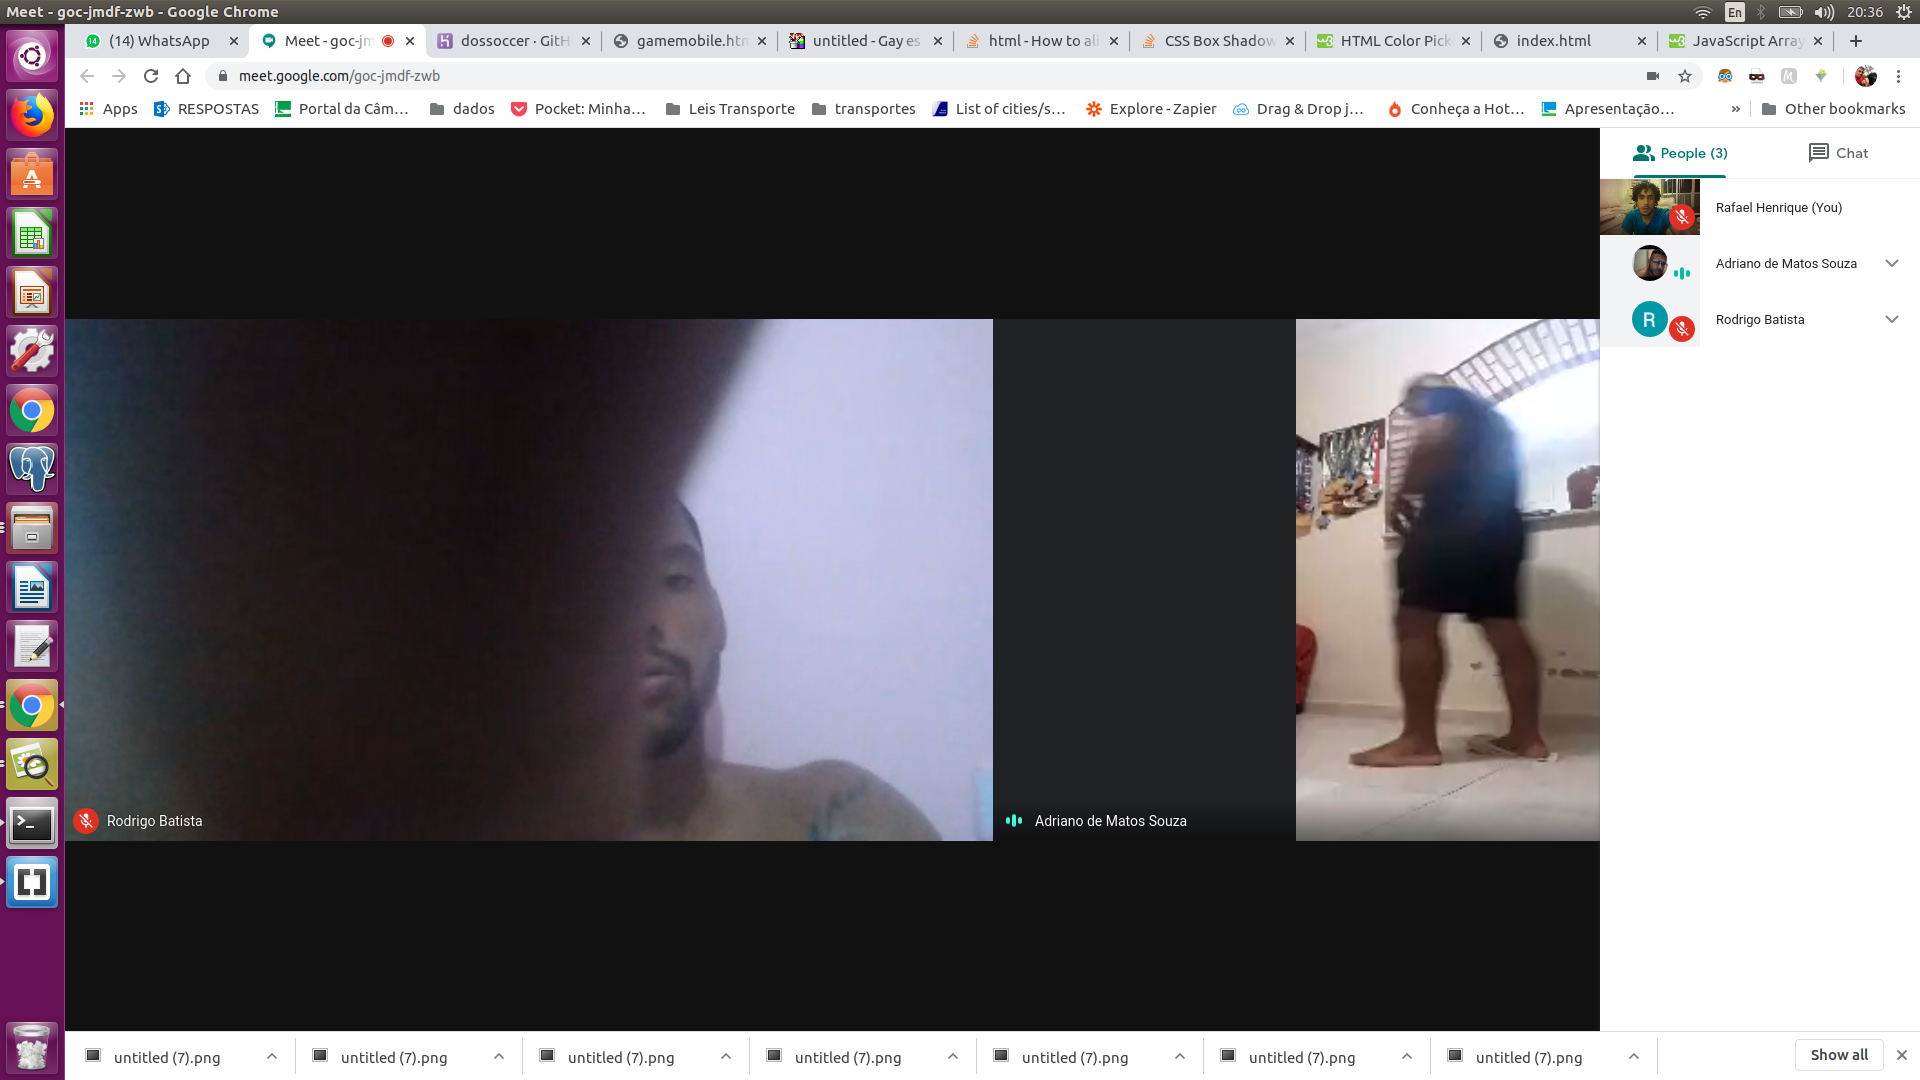 Meet - goc-jmdf-zwb - Google Chrome
En
20:36
(14) WhatsApp
Meet - goc-jm
dossoccer · GitH
gamemobile.htm
untitled - Gay es
html - How to ali
CSS Box Shadow
HTML Color Pick
index.html
JavaScript Array
meet.google.com/goc-jmdf-zwb
Apps
RESPOSTAS
Portal da Câm...
dados
Pocket: Minha...
Leis Transporte
transportes
List of cities/s...
Explore - Zapier
Drag & Drop j...
Conheça a Hot...
Apresentação...
»
Other bookmarks
People (3)
Chat
Rafael Henrique (You)
Adriano de Matos Souza
R
Rodrigo Batista
Rodrigo Batista
Adriano de Matos Souza
untitled (7).png
untitled (7).png
untitled (7).png
untitled (7).png
untitled (7).png
untitled (7).png
untitled (7).png
Show all